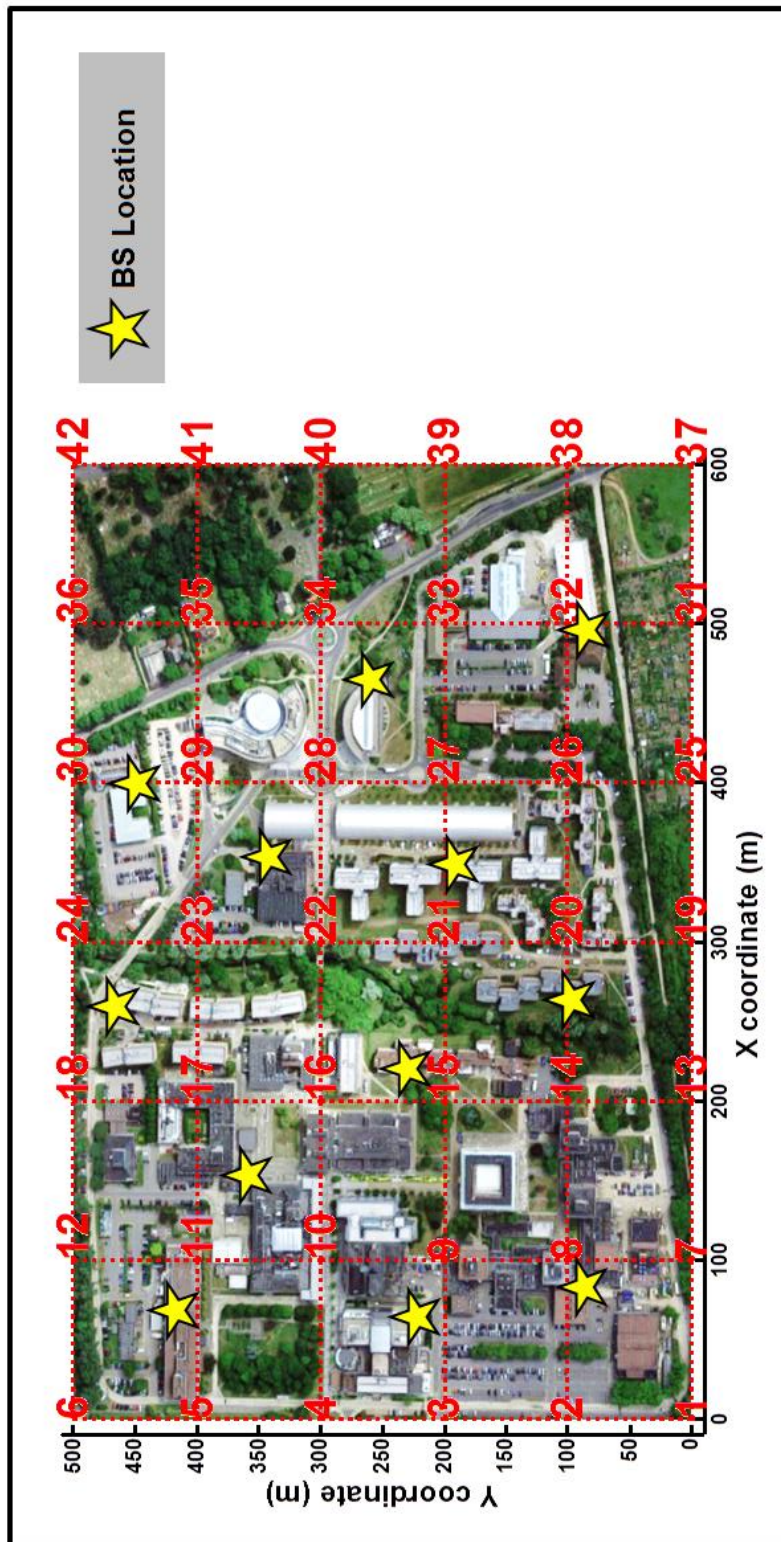 BS Location
500 6 12 18 24 30 36 42
450
400 5 11 17 23 29 35 41
350
300 4 10 16 22 28 34 40
250
200 3 9 15 21 27 33 39
150
100 2 8 14 20 26 32 38
50
0 1 7 13 19 25 31 37
0 100 200 300 400 500 600
Y coordinate (m)
X coordinate (m)